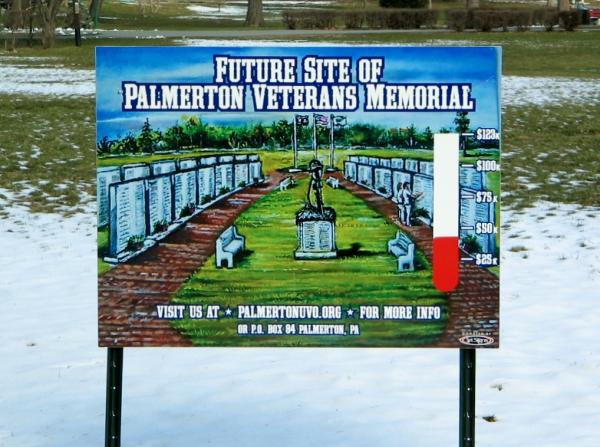 FUTURE SITE OF
PALMERTON VETERANS MEMORIAL
$123K
$100K
$75K
$50K
$25K
VISIT US AT ★ PALMERTONUVO.ORG ★ FOR MORE INFO
OR P.O. BOX 84 PALMERTON, PA